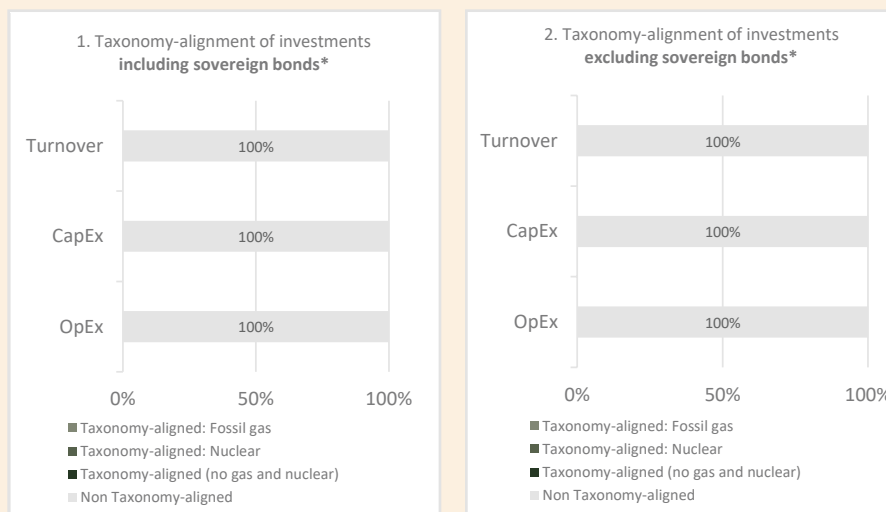 1. Taxonomy-alignment of investments
including sovereign bonds*
Turnover
100%
CapEx
100%
OpEx
100%
0% 50% 100%
Taxonomy-aligned: Fossil gas
Taxonomy-aligned: Nuclear
Taxonomy-aligned (no gas and nuclear)
Non Taxonomy-aligned
2. Taxonomy-alignment of investments
excluding sovereign bonds*
Turnover
100%
CapEx
100%
OpEx
100%
0% 50% 100%
Taxonomy-aligned: Fossil gas
Taxonomy-aligned: Nuclear
Taxonomy-aligned (no gas and nuclear)
Non Taxonomy-aligned